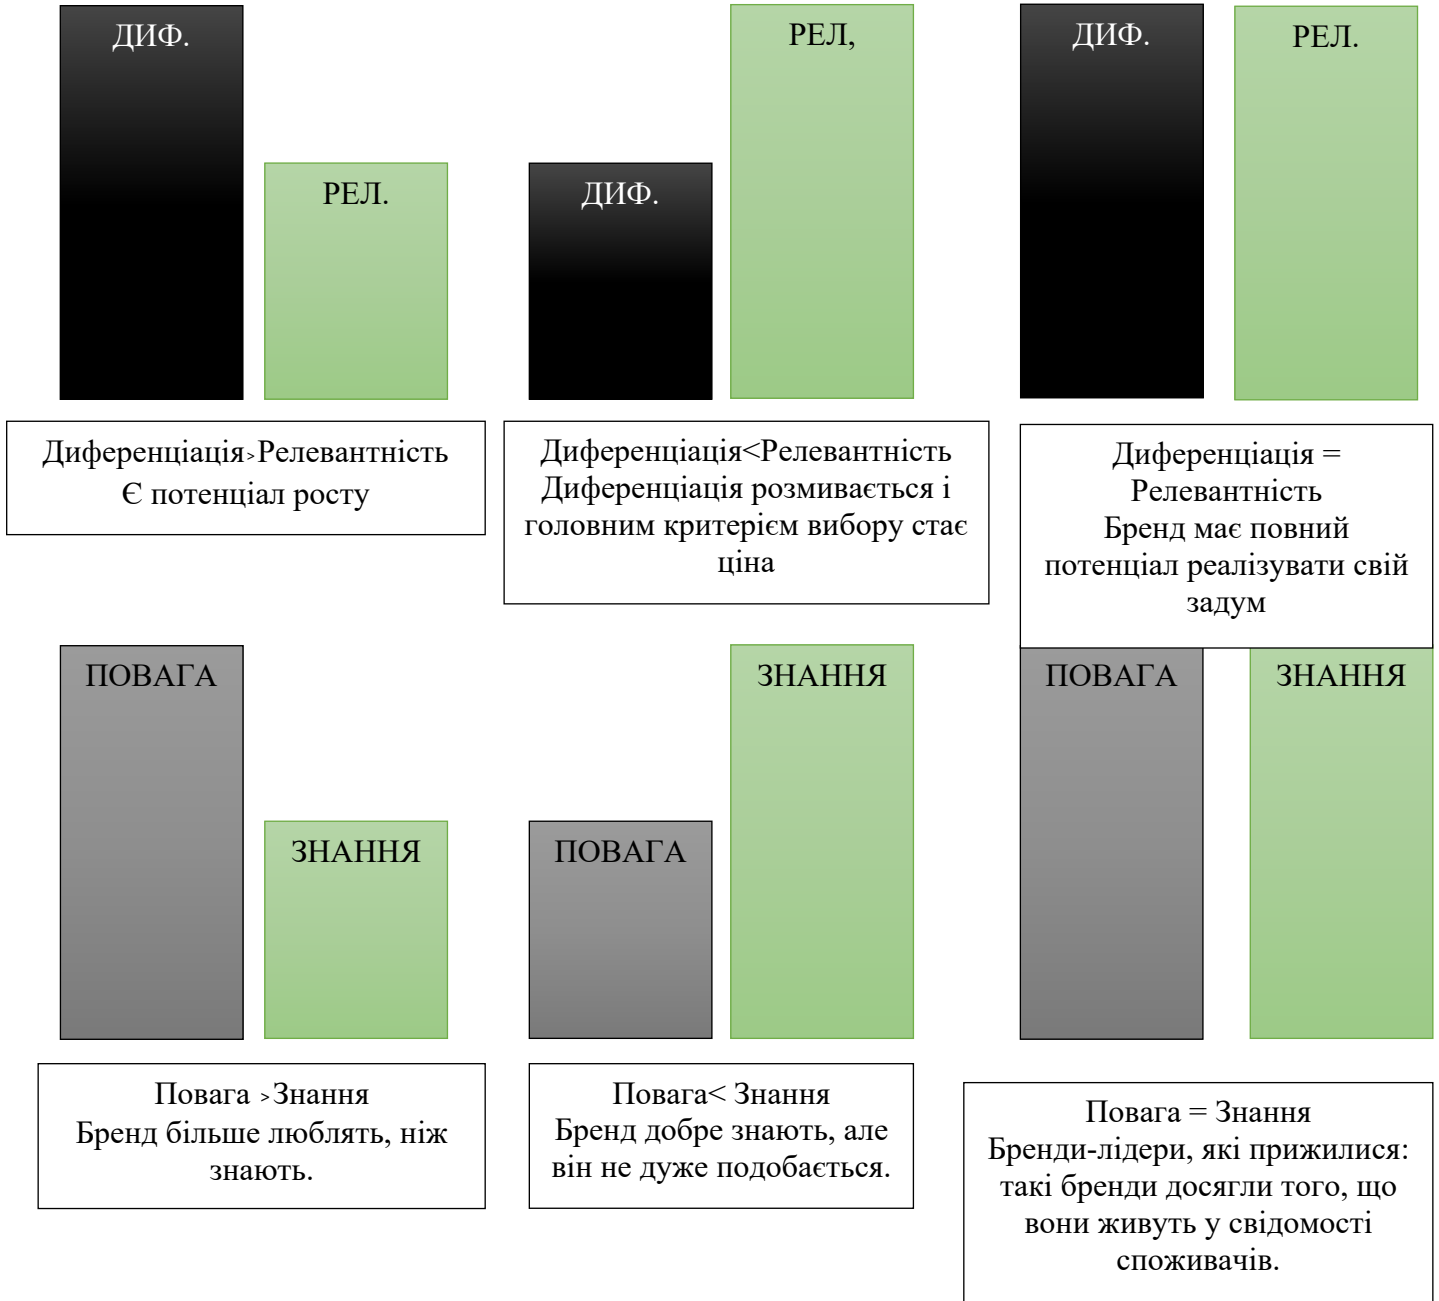 ДИФ.
РЕЛ.
Диференціація>Релевантність
Є потенціал росту
РЕЛ,
ДИФ.
Диференціація<Релевантність
Диференціація розмивається і
головним критерієм вибору стає
ціна
ДИФ.
РЕЛ.
Диференціація =
Релевантність
Бренд має повний
потенціал реалізувати свій
задум
ПОВАГА
ЗНАННЯ
Повага >Знання
Бренд більше люблять, ніж
знають.
ЗНАННЯ
ПОВАГА
Повага< Знання
Бренд добре знають, але
він не дуже подобається.
ПОВАГА
ЗНАННЯ
Повага = Знання
Бренди-лідери, які прижилися:
такі бренди досягли того, що
вони живуть у свідомості
споживачів.